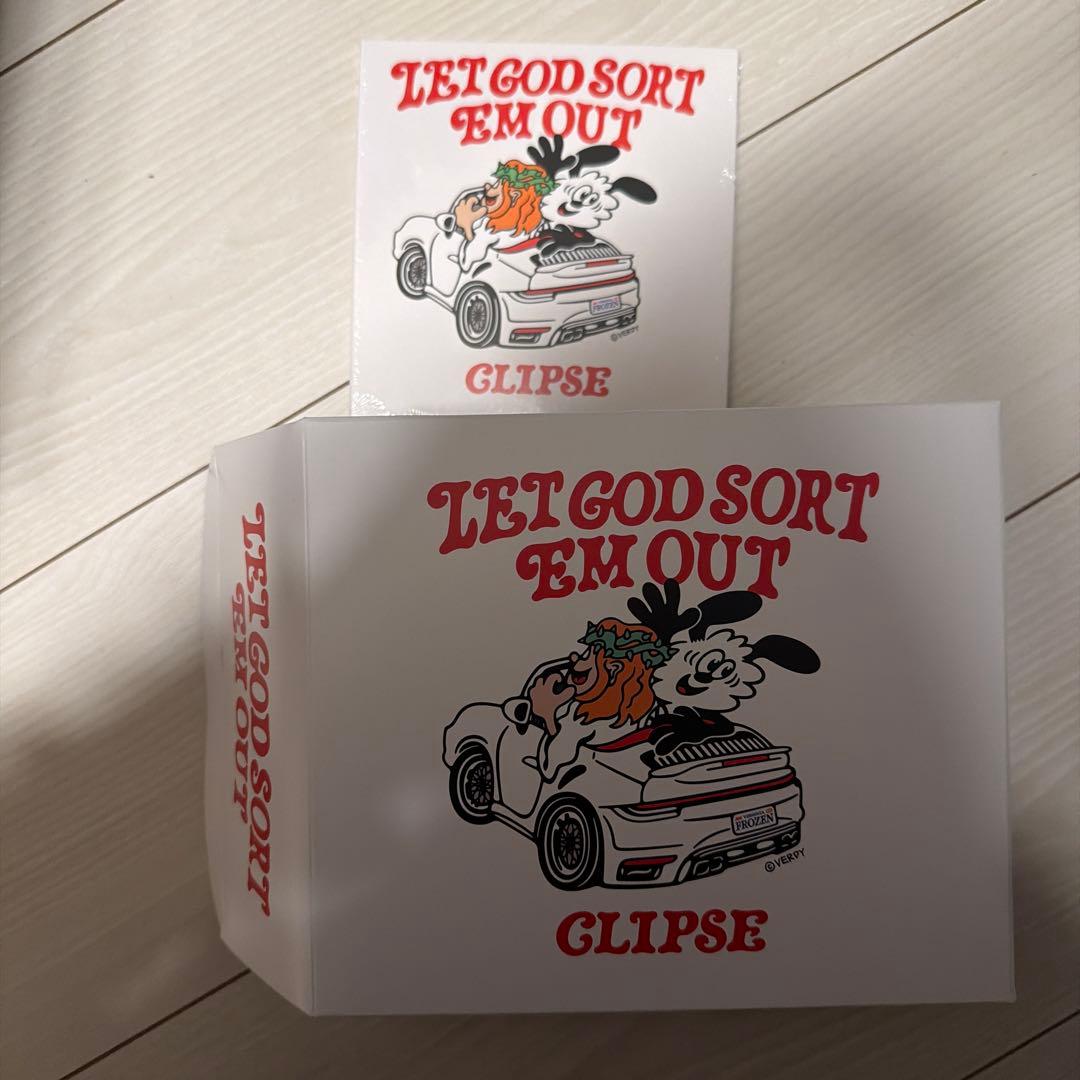 LET GOD SORT
EM OUT
FROZEN
©VERDY
CLIPSE
LET GOD SORT
EM OUT
LET GOD SORT
EM OUT
VIRGINIA
FROZEN
©VERDY
CLIPSE